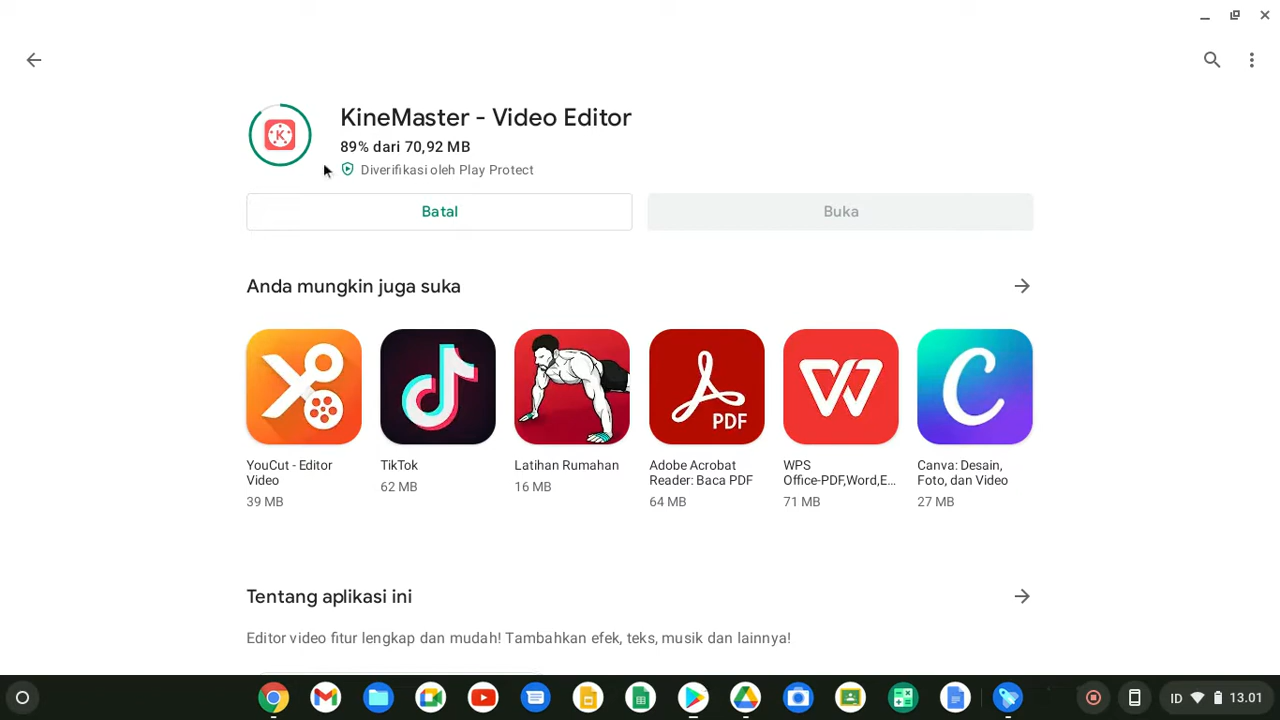 KineMaster - Video Editor
89% dari 70,92 MB
Diverifikasi oleh Play Protect
Batal
Buka
Anda mungkin juga suka
PDF
YouCut - Editor
Video
39 MB
TikTok
62 MB
Latihan Rumahan
16 MB
Adobe Acrobat
Reader: Baca PDF
64 MB
WPS
Office-PDF,Word,E...
71 MB
Canva: Desain,
Foto, dan Video
27 MB
Tentang aplikasi ini
Editor video fitur lengkap dan mudah! Tambahkan efek, teks, musik dan lainnya!
ID 13.01